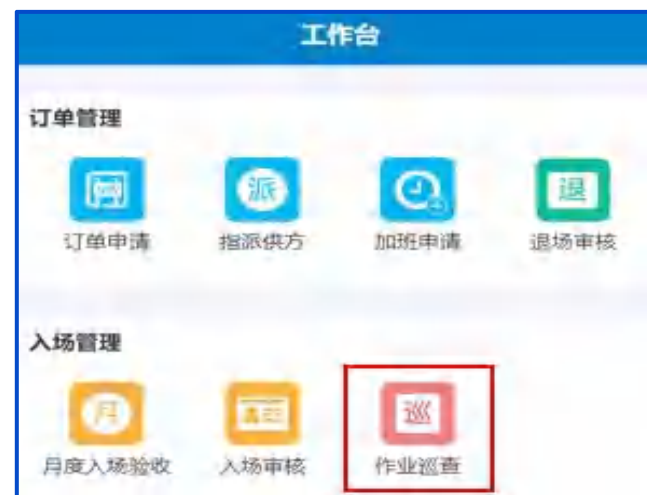 工作台
订单管理
派
退
订单申请 指派供方 加班申请 退场审核
入场管理
月
巡
月度入场验收 入场审核 作业巡查